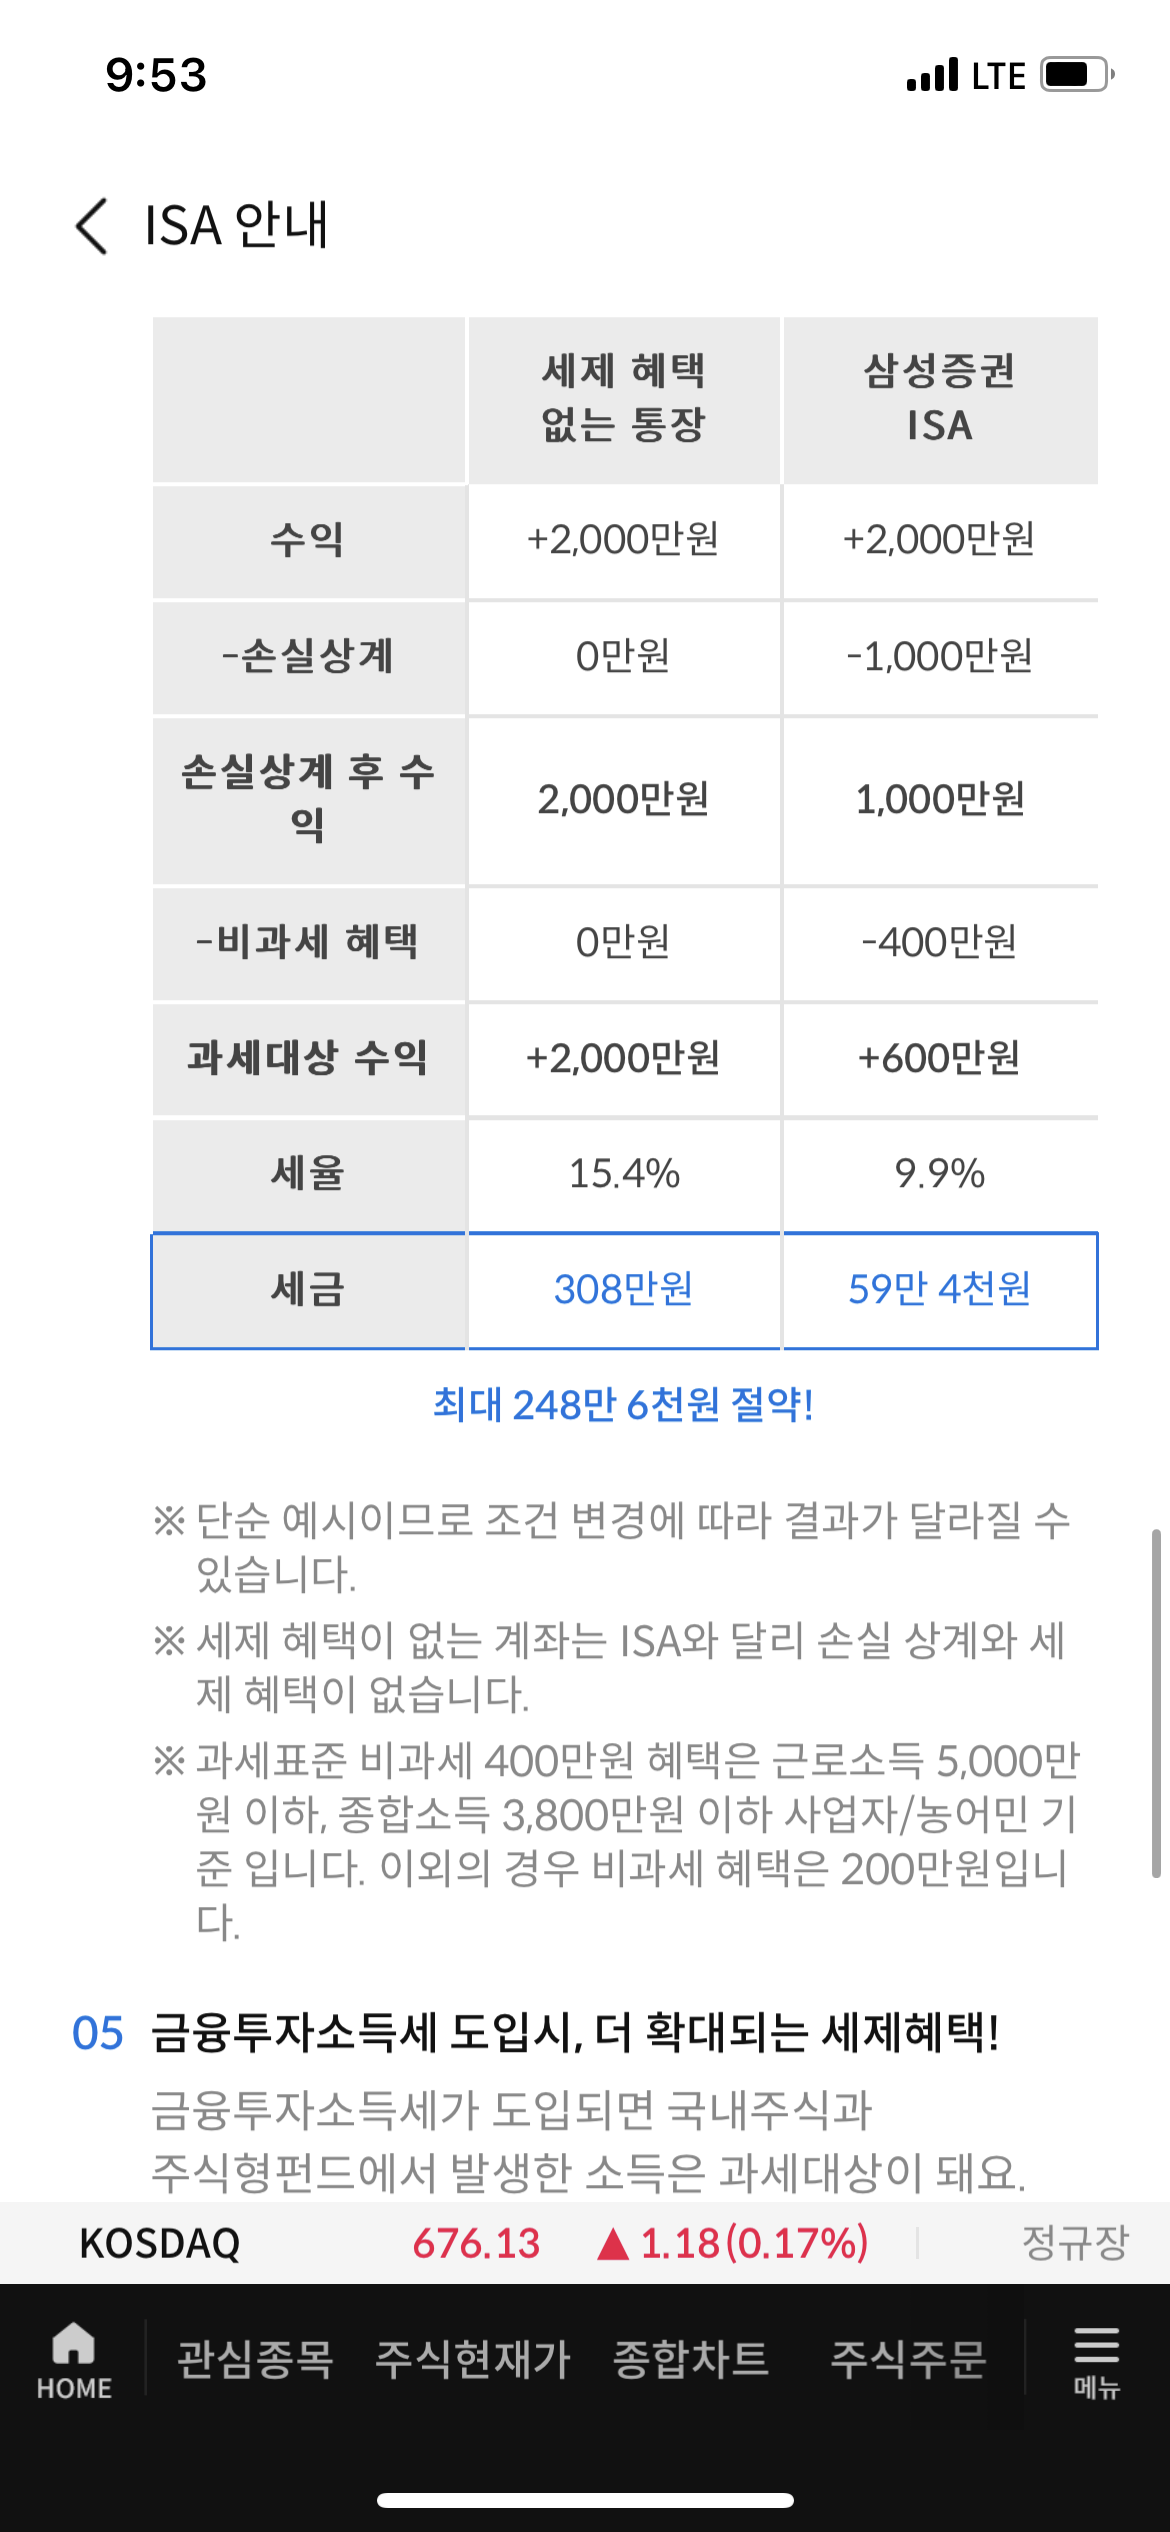 9:53
LTE
ISA 안내
세제 혜택
없는 통장
삼성증권
ISA
수익
+2,000만원
+2,000만원
-손실상계
0만원
-1,000만원
손실상계 후 수
익
2,000만원
1,000만원
-비과세 혜택
0만원
-400만원
과세대상 수익
+2,000만원
+600만원
세율
15.4%
9.9%
세금
308만원
59만 4천원
최대 248만 6천원 절약!
※ 단순 예시이므로 조건 변경에 따라 결과가 달라질 수
있습니다.
※ 세제 혜택이 없는 계좌는 ISA와 달리 손실 상계와 세
제 혜택이 없습니다.
※ 과세표준 비과세 400만원 혜택은 근로소득 5,000만
원 이하, 종합소득 3,800만원 이하 사업자/농어민 기
준 입니다. 이외의 경우 비과세 혜택은 200만원입니
다.
05 금융투자소득세 도입시, 더 확대되는 세제혜택!
금융투자소득세가 도입되면 국내주식과
주식형펀드에서 발생한 소득은 과세대상이 돼요.
KOSDAQ 676.13 ▲1.18(0.17%) 정규장
HOME 관심종목 주식현재가 종합차트 주식주문 메뉴